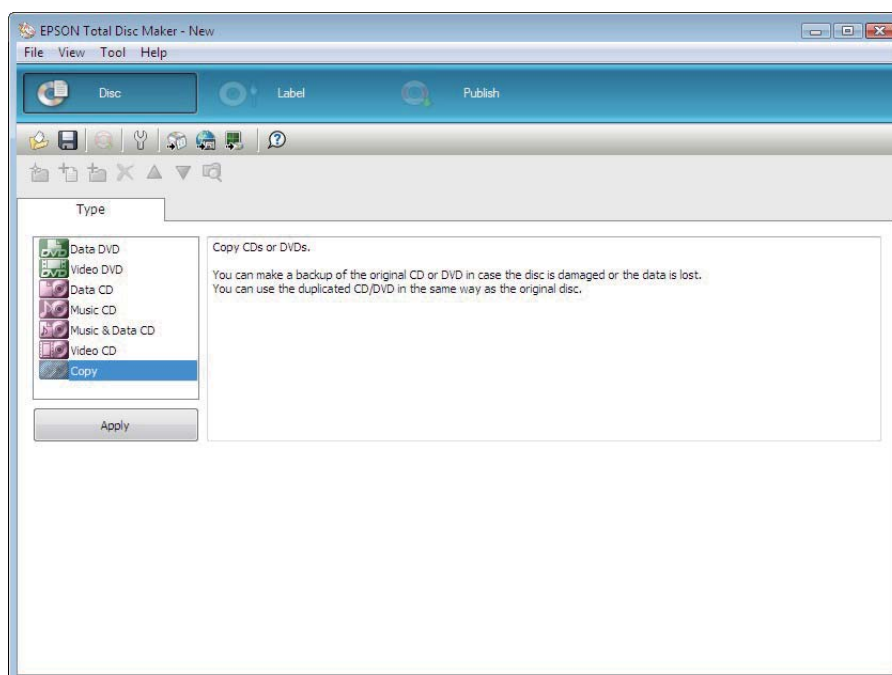 EPSON Total Disc Maker - New
File View Tool Help
Disc Label Publish
Type
Data DVD
Video DVD
Data CD
Music CD
Music & Data CD
Video CD
Copy
Apply
Copy CDs or DVDs.
You can make a backup of the original CD or DVD in case the disc is damaged or the data is lost.
You can use the duplicated CD/DVD in the same way as the original disc.